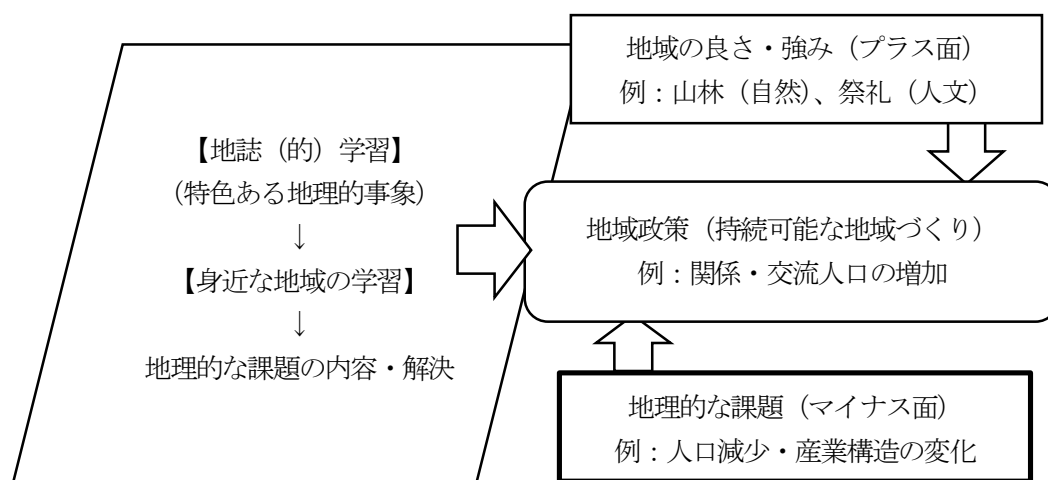 地域の良さ・強み（プラス面）
例：山林（自然）、祭礼（人文）
【地誌（的）学習】
（特色ある地理的事象）
↓
【身近な地域の学習】
↓
地理的な課題の内容・解決
地域政策（持続可能な地域づくり）
例：関係・交流人口の増加
地理的な課題（マイナス面）
例：人口減少・産業構造の変化